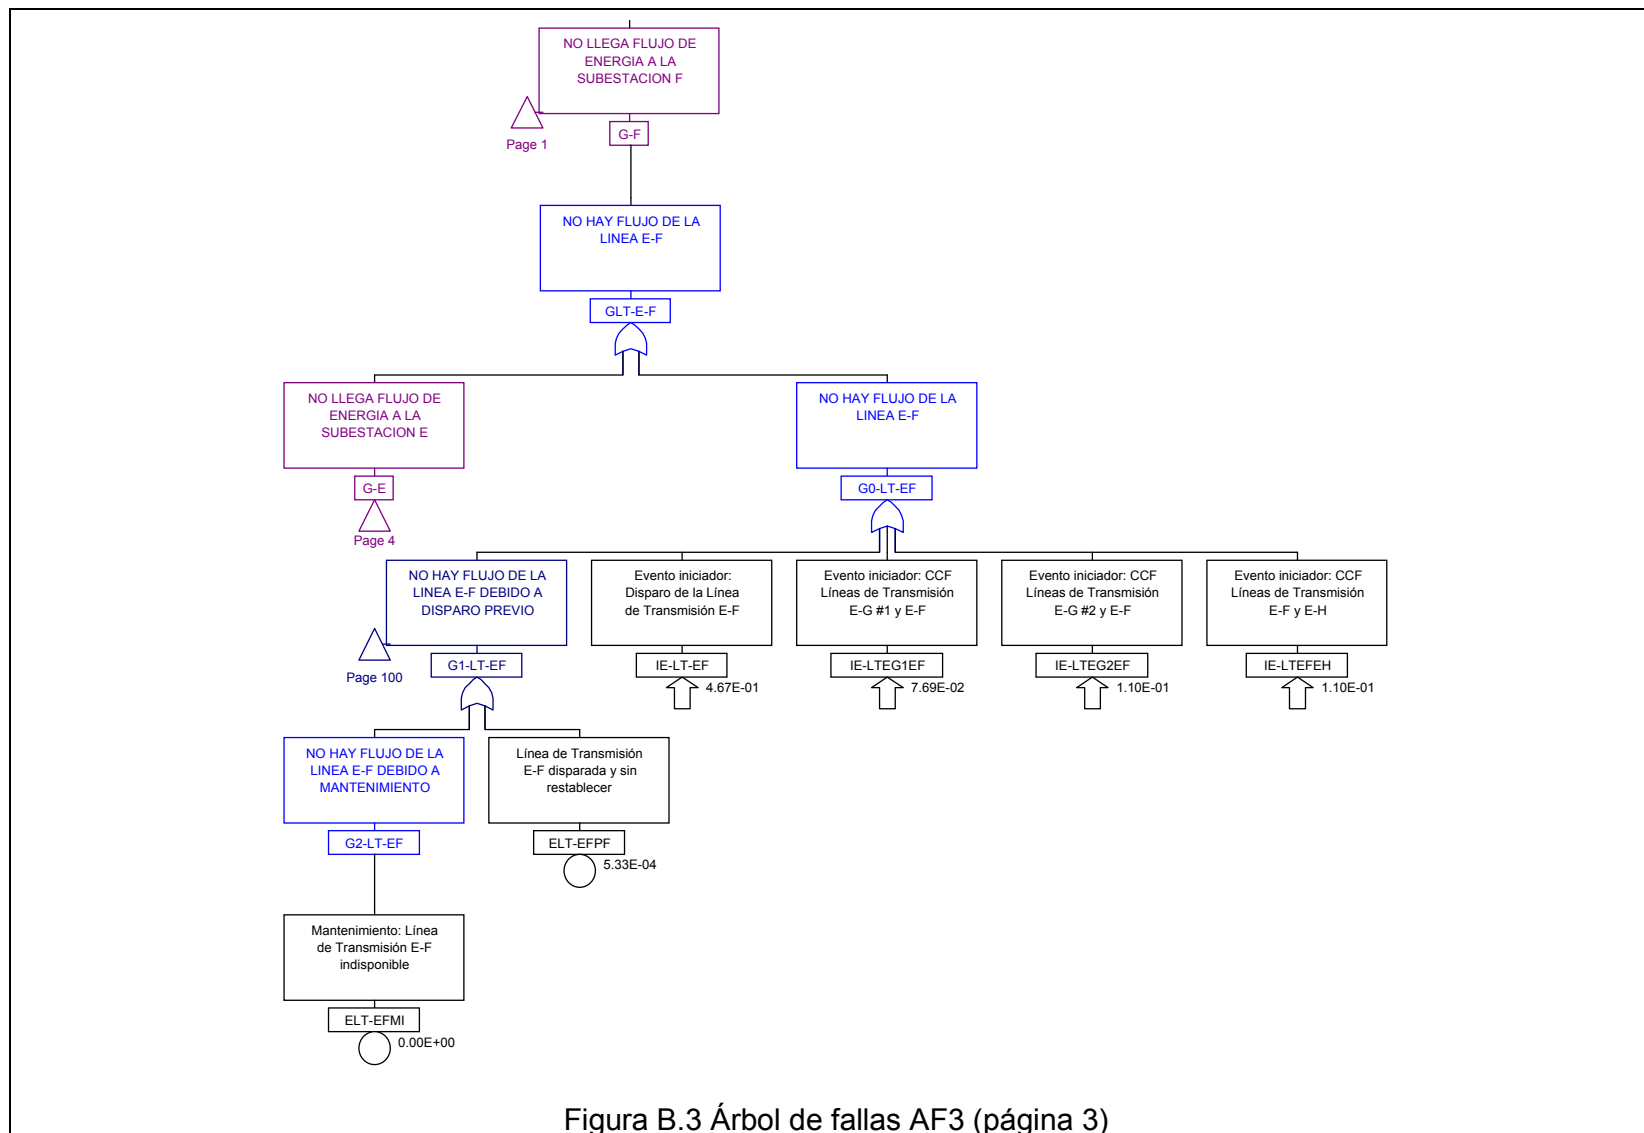 NO LLEGA FLUJO DE
ENERGIA A LA
SUBESTACION F
Page 1
G-F
NO HAY FLUJO DE LA
LINEA E-F
GLT-E-F
NO LLEGA FLUJO DE
ENERGIA A LA
SUBESTACION E
G-E
Page 4
NO HAY FLUJO DE LA
LINEA E-F
G0-LT-EF
NO HAY FLUJO DE LA
LINEA E-F DEBIDO A
DISPARO PREVIO
Page 100
G1-LT-EF
Evento iniciador:
Disparo de la Línea
de Transmisión E-F
IE-LT-EF
4.67E-01
Evento iniciador: CCF
Líneas de Transmisión
E-G #1 y E-F
IE-LTEG1EF
7.69E-02
Evento iniciador: CCF
Líneas de Transmisión
E-G #2 y E-F
IE-LTEG2EF
1.10E-01
Evento iniciador: CCF
Líneas de Transmisión
E-F y E-H
IE-LTEFEH
1.10E-01
NO HAY FLUJO DE LA
LINEA E-F DEBIDO A
MANTENIMIENTO
G2-LT-EF
Línea de Transmisión
E-F disparada y sin
restablecer
ELT-EFPF
5.33E-04
Mantenimiento: Línea
de Transmisión E-F
indisponible
ELT-EFMI
0.00E+00
Figura B.3 Árbol de fallas AF3 (página 3)